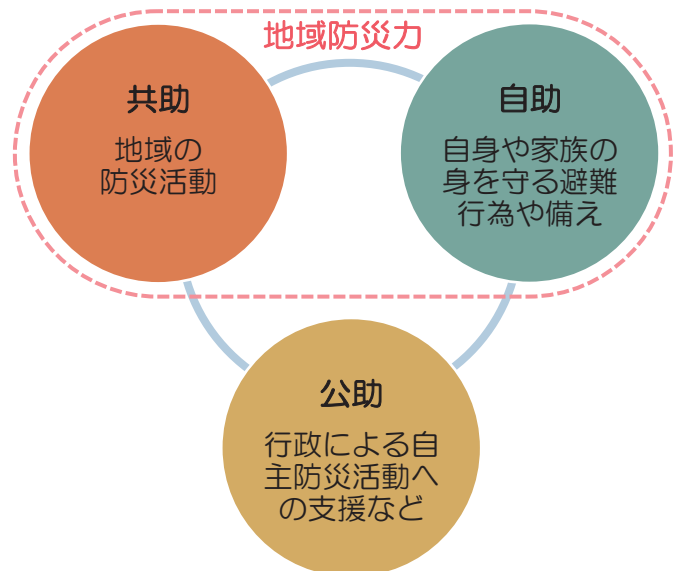 地域防災力
共助
地域の
防災活動
自助
自身や家族の
身を守る避難
行為や備え
公助
行政による自
主防災活動へ
の支援など